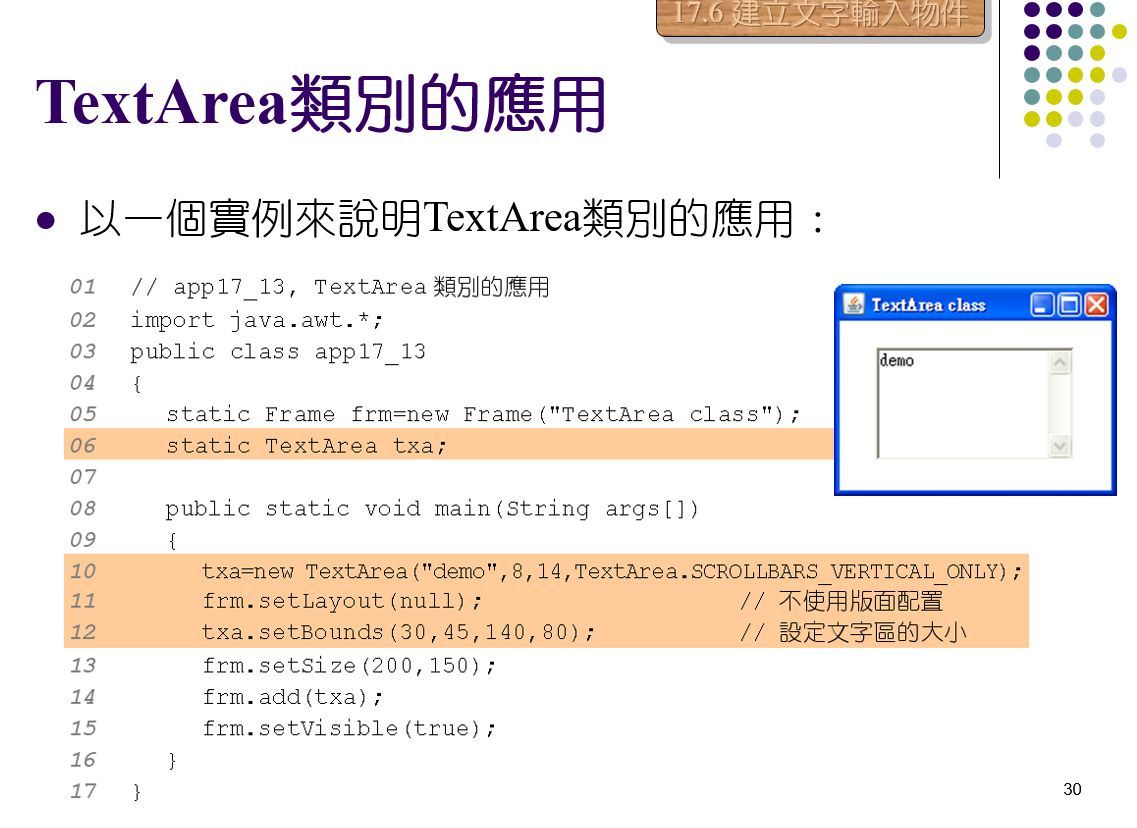 17.6 建立文字輸入物件
TextArea類別的應用
以一個實例來說明TextArea類別的應用：
01 // app17_13, TextArea 類別的應用
02 import java.awt.*;
03 public class app17_13
04 {
05 static Frame frm=new Frame("TextArea class");
06 static TextArea txa;
07
08 public static void main(String args[])
09 {
10 txa=new TextArea("demo",8,14,TextArea.SCROLLBARS_VERTICAL_ONLY);
11 frm.setLayout(null); // 不使用版面配置
12 txa.setBounds(30,45,140,80); // 設定文字區的大小
13 frm.setSize(200,150);
14 frm.add(txa);
15 frm.setVisible(true);
16 }
17 }
TextArea class
demo
30